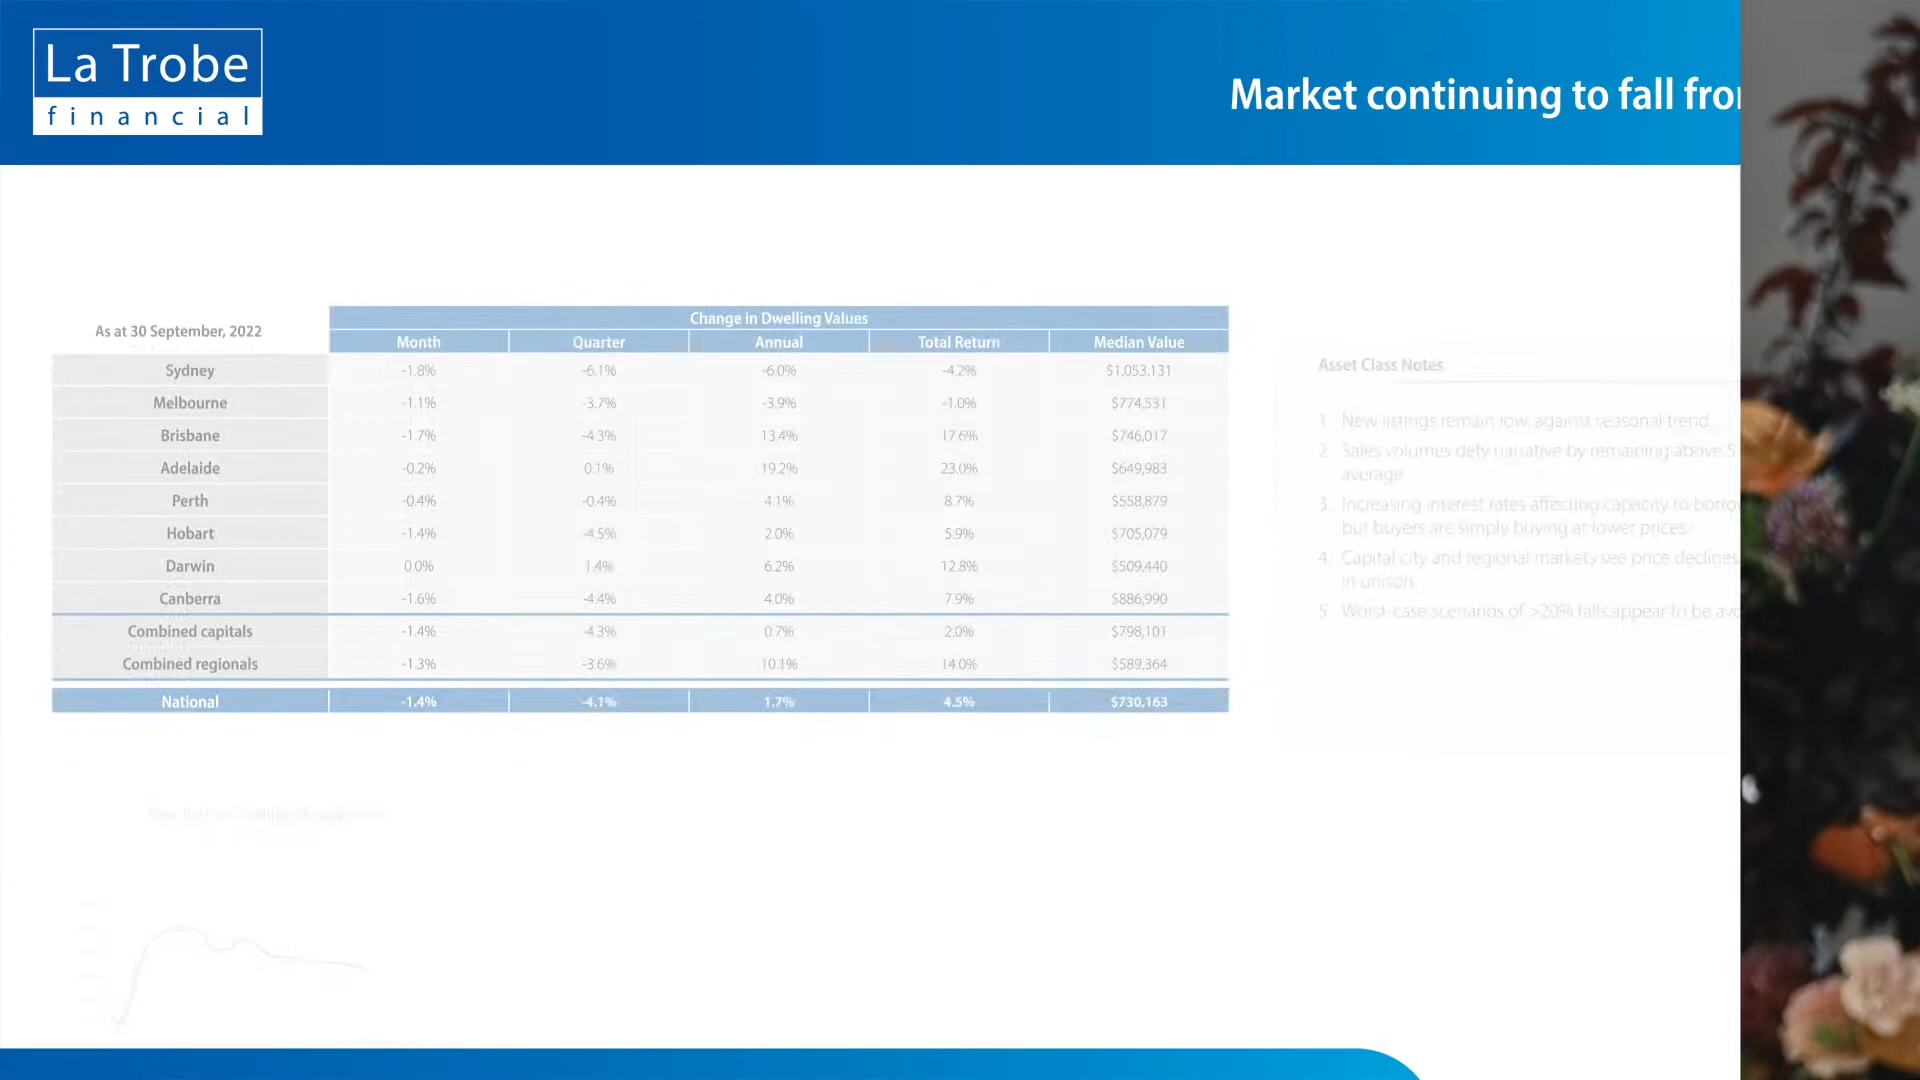 La Trobe
financial
Market continuing to fall
As at 30 September, 2022
Change in Dwelling Values
Month Quarter Annual Total Return Median Value
Sydney -1.8% -6.1% -6.0% -4.2% $1,053,131
Melbourne -1.1% -3.7% -3.9% -1.0% $774,531
Brisbane -1.7% -4.3% 13.4% 17.6% $746,017
Adelaide -0.2% 0.1% 19.2% 23.0% $649,983
Perth -0.4% -0.4% 4.1% 8.7% $558,879
Hobart -1.4% -4.5% 2.0% 5.9% $705,079
Darwin 0.0% 1.4% 6.2% 12.8% $509,440
Canberra -1.6% -4.4% 4.0% 7.9% $886,990
Combined capitals -1.4% -4.3% 0.7% 2.0% $798,101
Combined regionals -1.3% -3.6% 10.1% 14.0% $589,364
National -1.4% -4.1% 1.7% 4.5% $730,163
Asset Class Notes
1 New listings remain low, against seasonal trend
2 Sales volumes defy narrative by remaining above 5
average
3. Increasing interest rates affecting capacity to
but buyers are simply buying at lower prices.
4. Capital city and regional markets see price declines
in unison
5 Worst-case scenarios of >20% falls appear to be